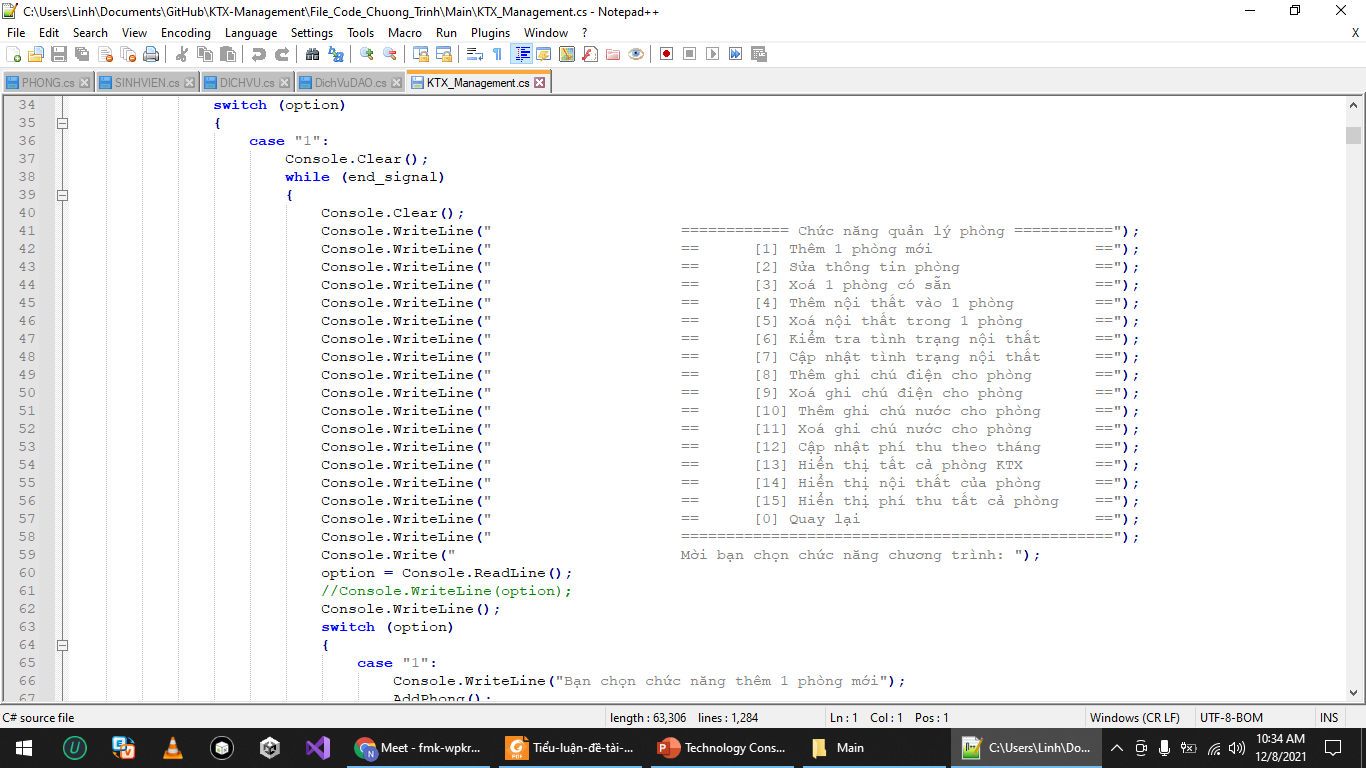 C:\Users\Linh\Documents\GitHub\KTX-Management\File_Code_Chuong_Trinh\Main\KTX_Management.cs - Notepad++
File Edit Search View Encoding Language Settings Tools Macro Run Plugins Window ? X
PHONG.cs SINHVIEN.cs DICHVU.cs DichVuDAO.cs KTX_Management.cs
34 switch (option)
35 {
36 case "1":
37 Console.Clear();
38 while (end_signal)
39 {
40 Console.Clear();
41 Console.WriteLine(" ============ Chức năng quản lý phòng ===========");
42 Console.WriteLine(" == [1] Thêm 1 phòng mới ==");
43 Console.WriteLine(" == [2] Sửa thông tin phòng ==");
44 Console.WriteLine(" == [3] Xoá 1 phòng có sẵn ==");
45 Console.WriteLine(" == [4] Thêm nội thất vào 1 phòng ==");
46 Console.WriteLine(" == [5] Xoá nội thất trong 1 phòng ==");
47 Console.WriteLine(" == [6] Kiểm tra tình trạng nội thất ==");
48 Console.WriteLine(" == [7] Cập nhật tình trạng nội thất ==");
49 Console.WriteLine(" == [8] Thêm ghi chú điện cho phòng ==");
50 Console.WriteLine(" == [9] Xoá ghi chú điện cho phòng ==");
51 Console.WriteLine(" == [10] Thêm ghi chú nước cho phòng ==");
52 Console.WriteLine(" == [11] Xoá ghi chú nước cho phòng ==");
53 Console.WriteLine(" == [12] Cập nhật phí thu theo tháng ==");
54 Console.WriteLine(" == [13] Hiển thị tất cả phòng KTX ==");
55 Console.WriteLine(" == [14] Hiển thị nội thất của phòng ==");
56 Console.WriteLine(" == [15] Hiển thị phí thu tất cả phòng ==");
57 Console.WriteLine(" == [0] Quay lại ==");
58 Console.WriteLine(" ================================================");
59 Console.Write(" Mời bạn chọn chức năng chương trình: ");
60 option = Console.ReadLine();
61 //Console.WriteLine(option);
62 Console.WriteLine();
63 switch (option)
64 {
65 case "1":
66 Console.WriteLine("Bạn chọn chức năng thêm 1 phòng mới");
67 AddPhong();
C# source file length : 63,306 lines : 1,284 Ln : 1 Col : 1 Pos : 1 Windows (CR LF) UTF-8-BOM INS
Meet - fmk-wpkr... Tiểu-luận-đề-tài-... Technology Cons... Main C:\Users\Linh\Do... 10:34 AM
12/8/2021